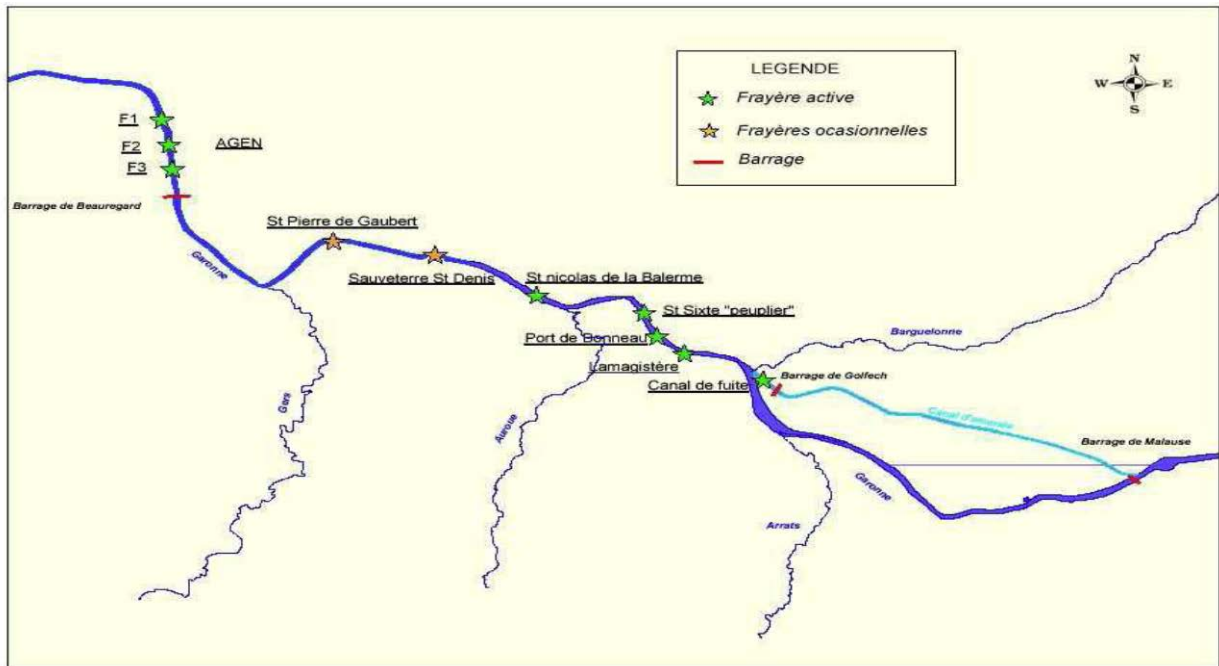 LEGENDE
Frayère active
Frayères ocasionnelles
Barrage
N
W E
S
F1
F2
AGEN
F3
Barrage de Beauregard
Garonne
St Pierre de Gaubert
Sauveterre St Denis
St nicolas de la Balerme
St Sixte "peuplier"
Port de Bonneau
Lamagistère
Canal de fuite
Barguelonne
Barrage de Golfech
Canal d'amenée
Barrage de Malause
Garonne
Gers
Auroue
Arrats